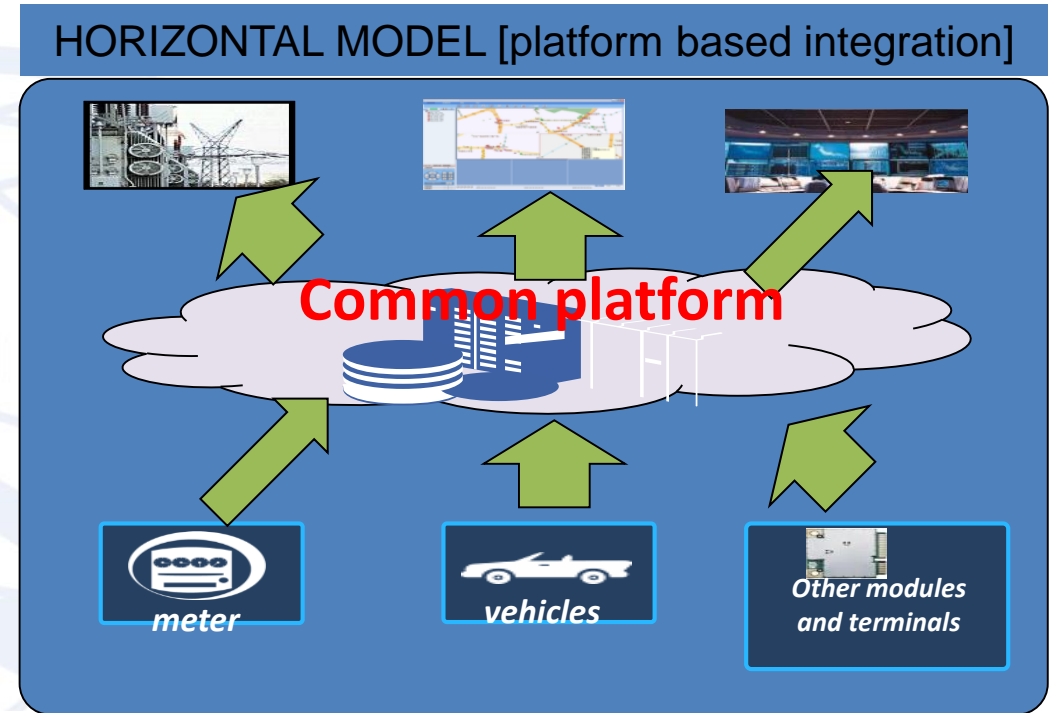 HORIZONTAL MODEL [platform based integration]
Common platform
meter
vehicles
Other modules
and terminals